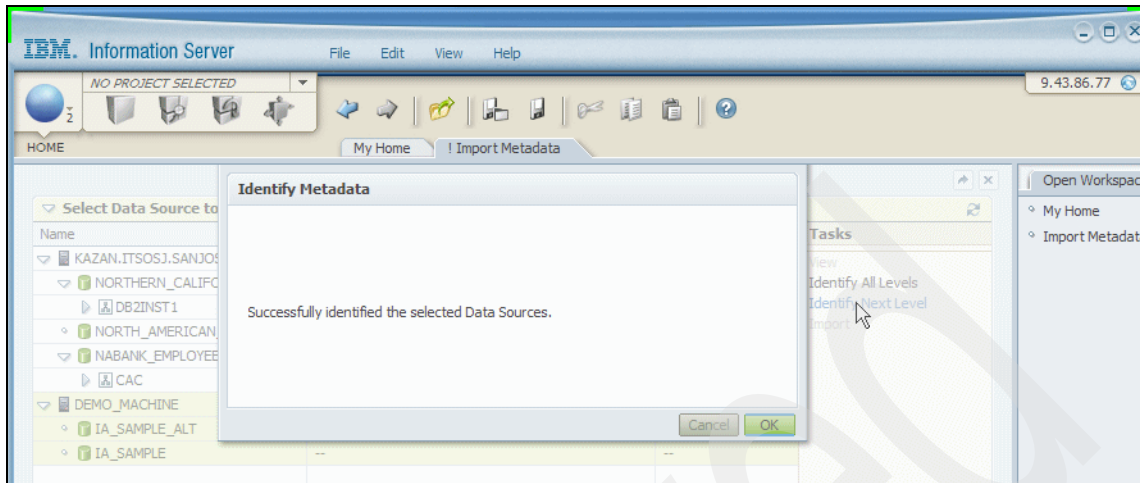 IBM. Information Server
File Edit View Help
NO PROJECT SELECTED
9.43.86.77
2
HOME
My Home
! Import Metadata
Identify Metadata
Open Workspac
Select Data Source to
My Home
Name
Tasks
Import Metadat
KAZAN.ITSOSJ.SANJOS
View
NORTHERN_CALIFC
Identify All Levels
DB2INST1
Successfully identified the selected Data Sources.
Identify Next Level
NORTH_AMERICAN_
Import
NABANK_EMPLOYEE
CAC
DEMO_MACHINE
IA_SAMPLE_ALT
Cancel OK
IA_SAMPLE -- --